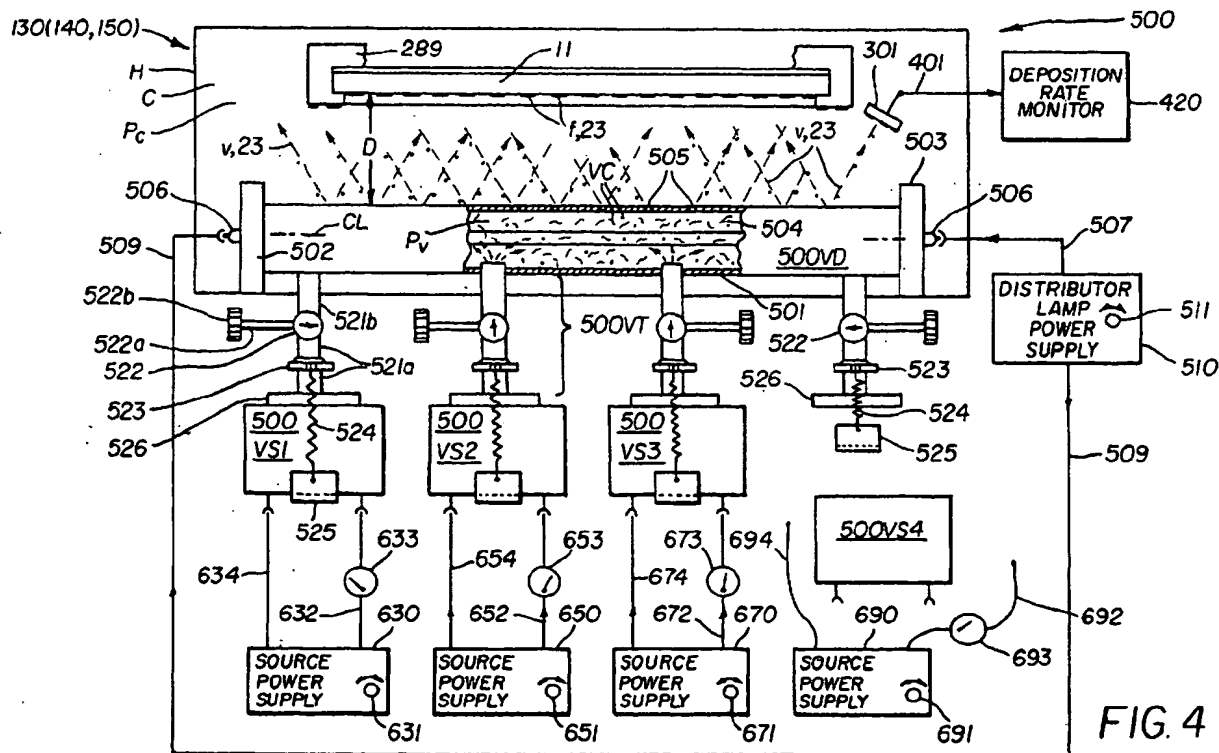 130(140,150)
500
289
11
301
401
DEPOSITION
RATE
MONITOR
420
H
C
Pc
D
f,23
v,23
v,23
503
505
VC
506
506
CL
504
509
Pv
507
502
500VD
522b
521b
501
500VT
522
DISTRIBUTOR
LAMP
POWER
SUPPLY
511
510
522a
522
521a
523
523
526
526
524
524
525
509
500
VS1
500
VS2
500
VS3
525
500VS4
633
653
673
694
634
654
674
692
632
630
652
650
672
670
690
693
SOURCE
POWER
SUPPLY
SOURCE
POWER
SUPPLY
SOURCE
POWER
SUPPLY
SOURCE
POWER
SUPPLY
631
651
671
691
FIG. 4